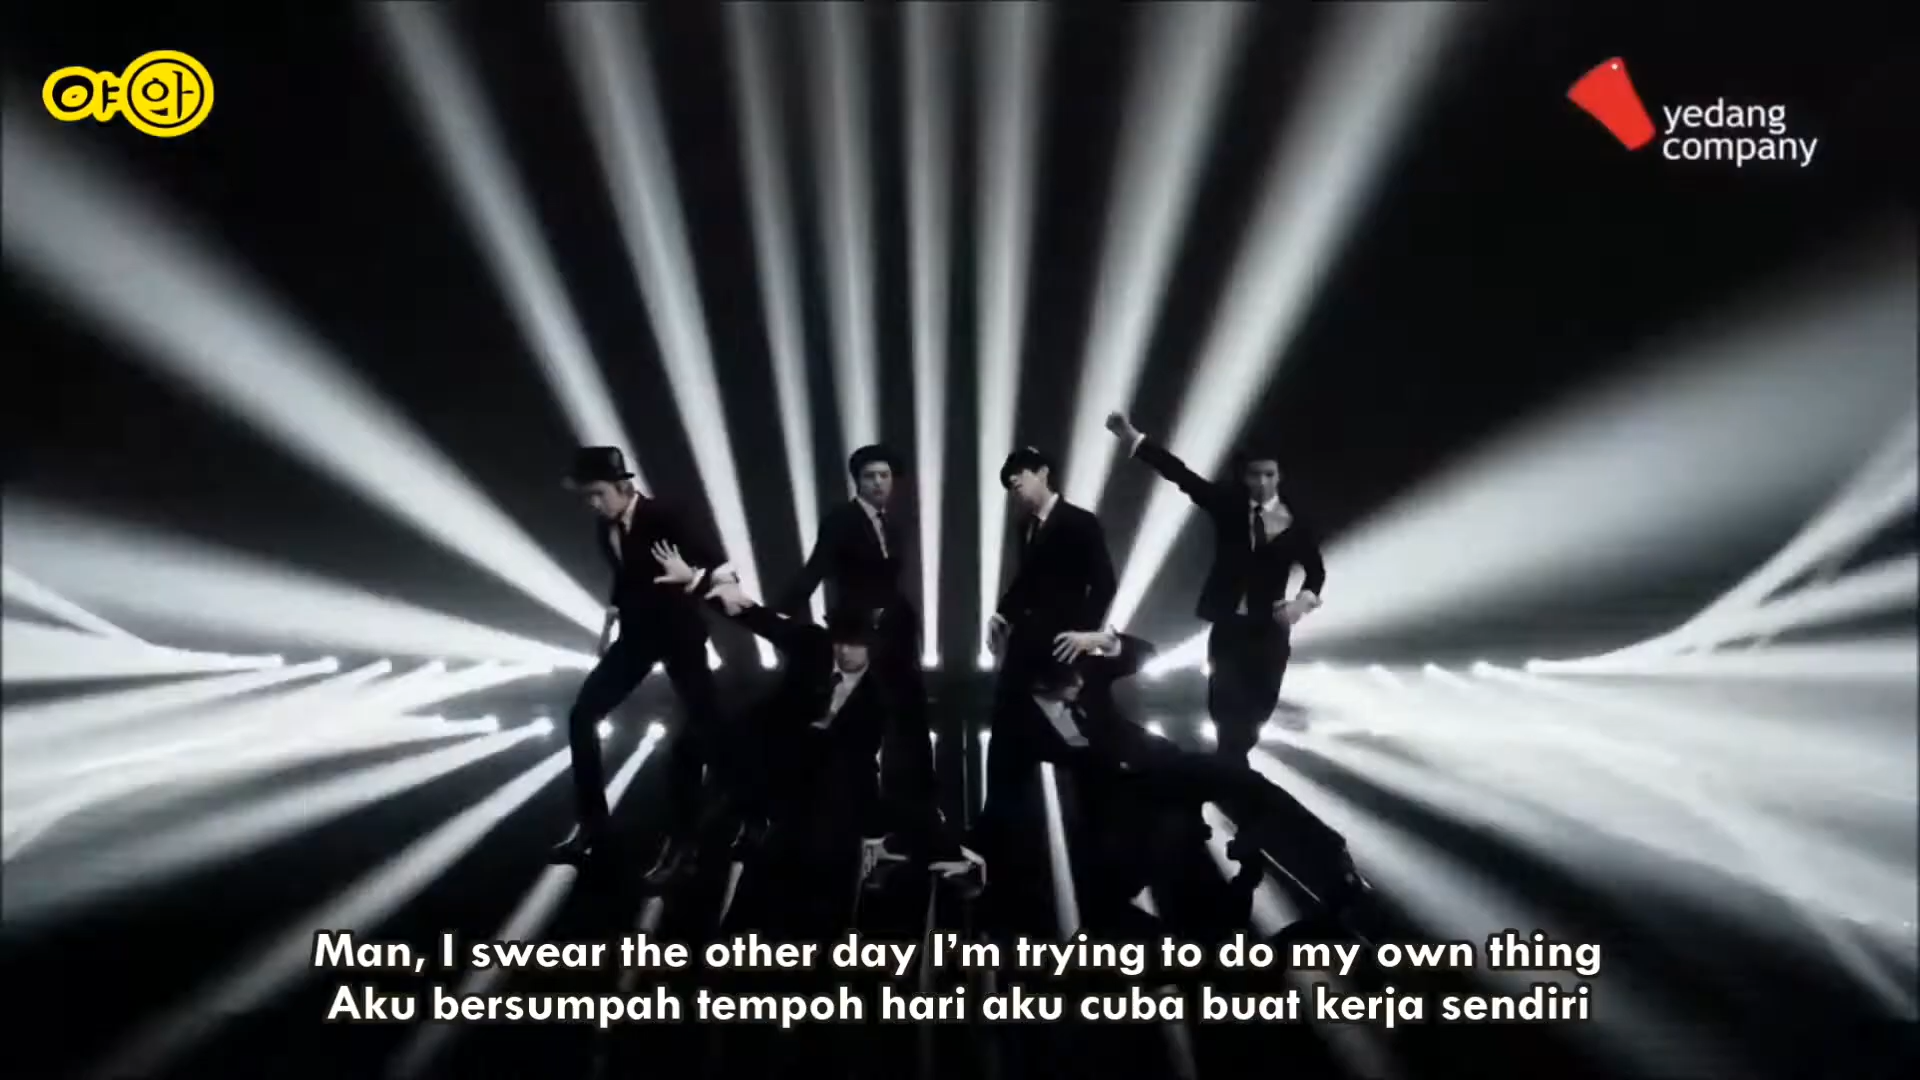 야화
yedang
company
Man, I swear the other day I’m trying to do my own thing
Aku bersumpah tempoh hari aku cuba buat kerja sendiri